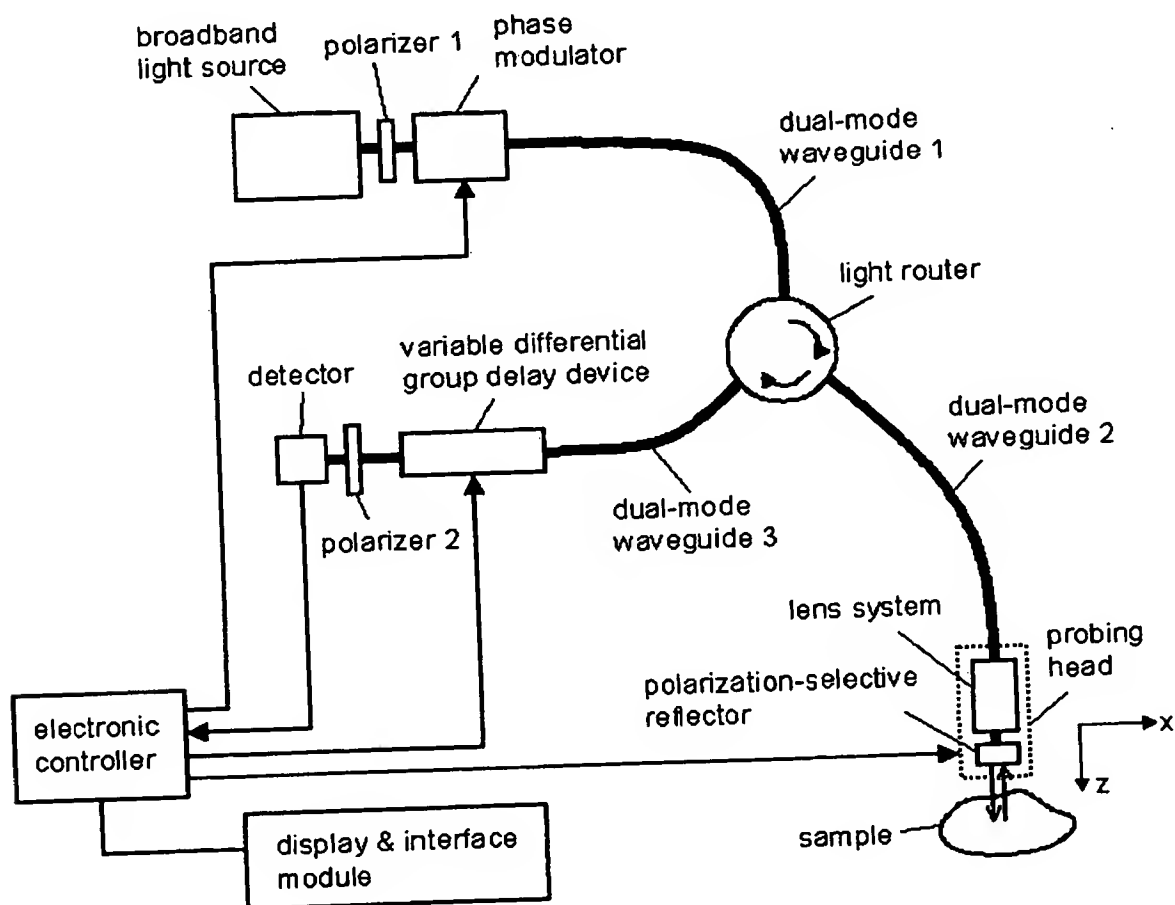 broadband
light source
polarizer 1
phase
modulator
dual-mode
waveguide 1
light router
variable differential
group delay device
detector
dual-mode
waveguide 2
polarizer 2
dual-mode
waveguide 3
lens system
probing
head
polarization-selective
reflector
electronic
controller
x
z
sample
display & interface
module